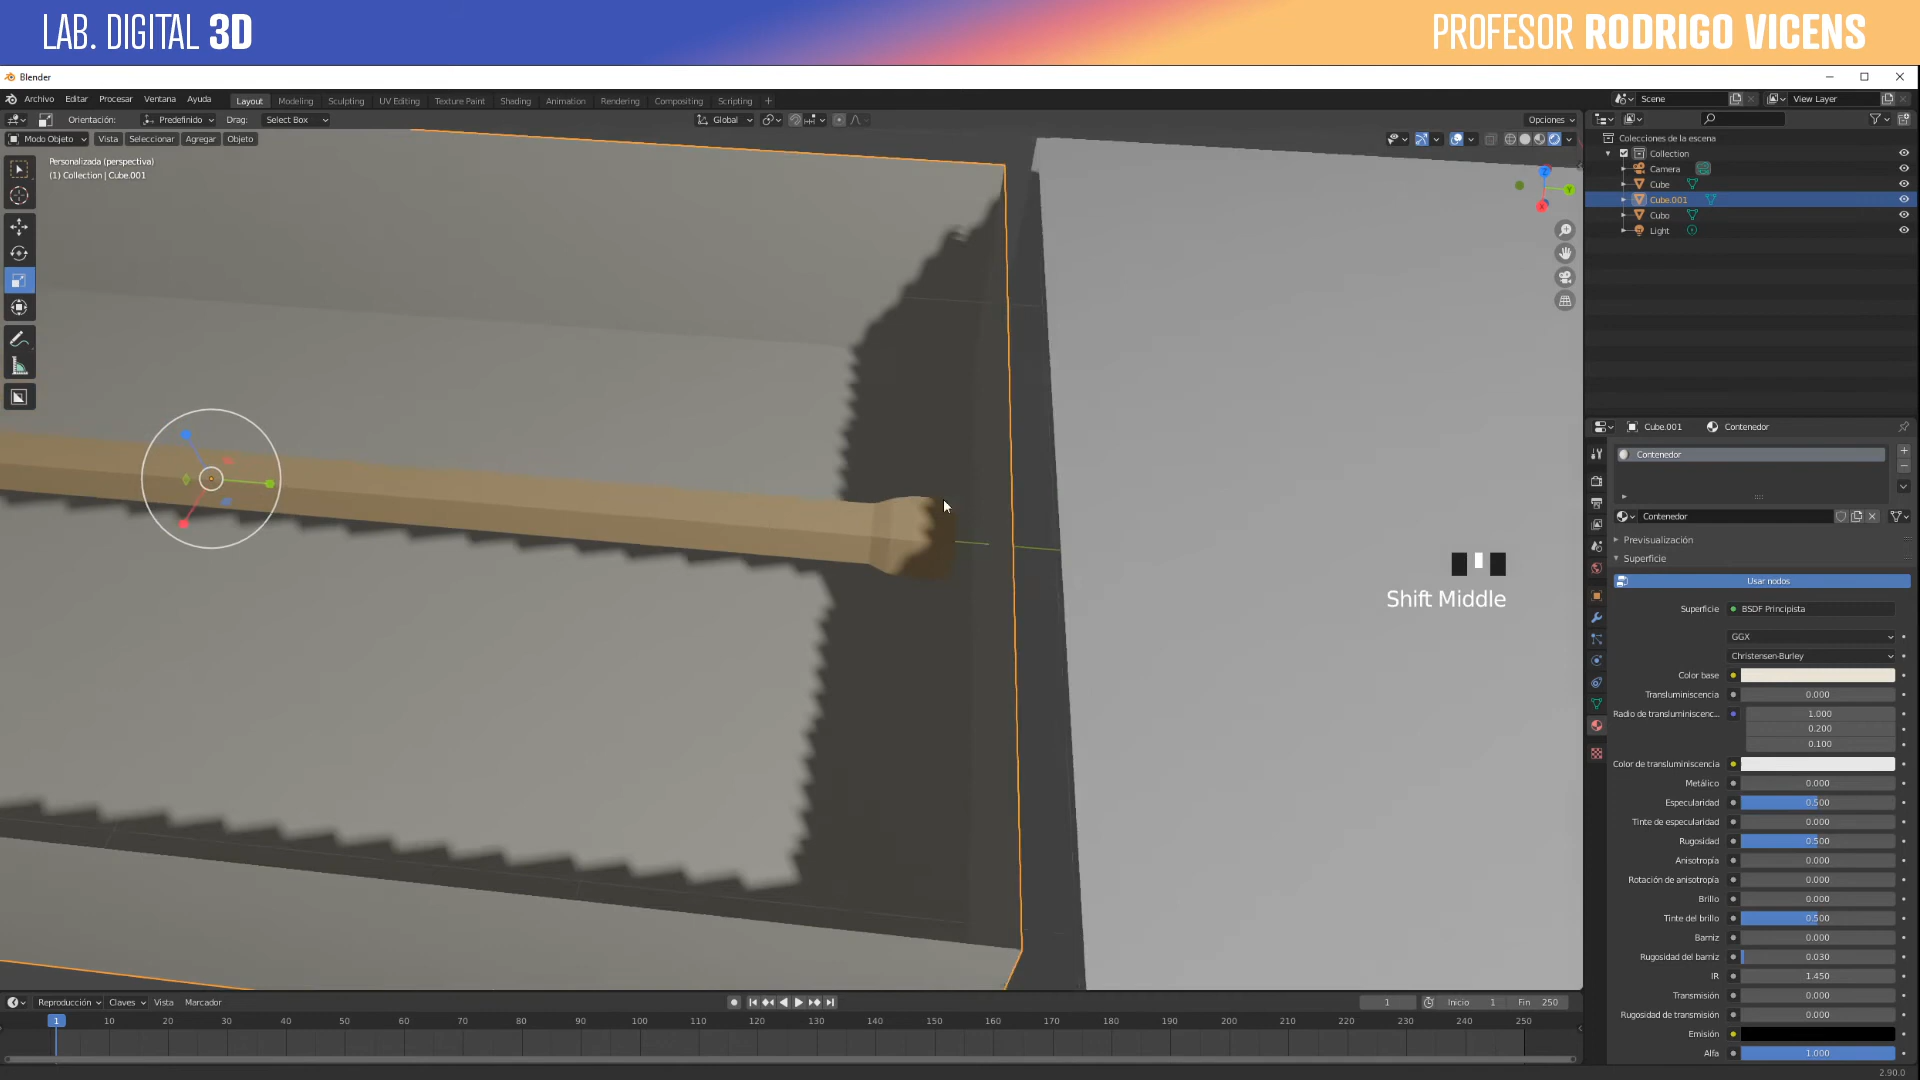 LAB. DIGITAL 3D
PROFESOR RODRIGO VICENS
Blender
Archivo Editar Procesar Ventana Ayuda
Layout Modeling Sculpting UV Editing Texture Paint Shading Animation Rendering Compositing Scripting +
Scene
View Layer
Orientación: Predefinido Drag: Select Box
Global
Opciones
Modo Objeto Vista Seleccionar Agregar Objeto
Personalizada (perspectiva)
(1) Collection | Cube.001
Colecciones de la escena
Collection
Camera
Cube
Cube.001
Cubo
Light
Cube.001 Contenedor
Contenedor
Contenedor
Previsualización
Superficie
Usar nodos
Superficie BSDF Principista
GGX
Christensen-Burley
Color base
Transluminiscencia 0.000
Radio de transluminiscenc... 1.000
0.200
0.100
Color de transluminiscencia
Metálico 0.000
Especularidad 0.500
Tinte de especularidad 0.000
Rugosidad 0.500
Anisotropía 0.000
Rotación de anisotropía 0.000
Brillo 0.000
Tinte del brillo 0.500
Barniz 0.000
Rugosidad del barniz 0.030
IR 1.450
Transmisión 0.000
Rugosidad de transmisión 0.000
Emisión
Alfa 1.000
Shift Middle
Reproducción Claves Vista Marcador
1 Inicio 1 Fin 250
1 10 20 30 40 50 60 70 80 90 100 110 120 130 140 150 160 170 180 190 200 210 220 230 240 250
2.90.0